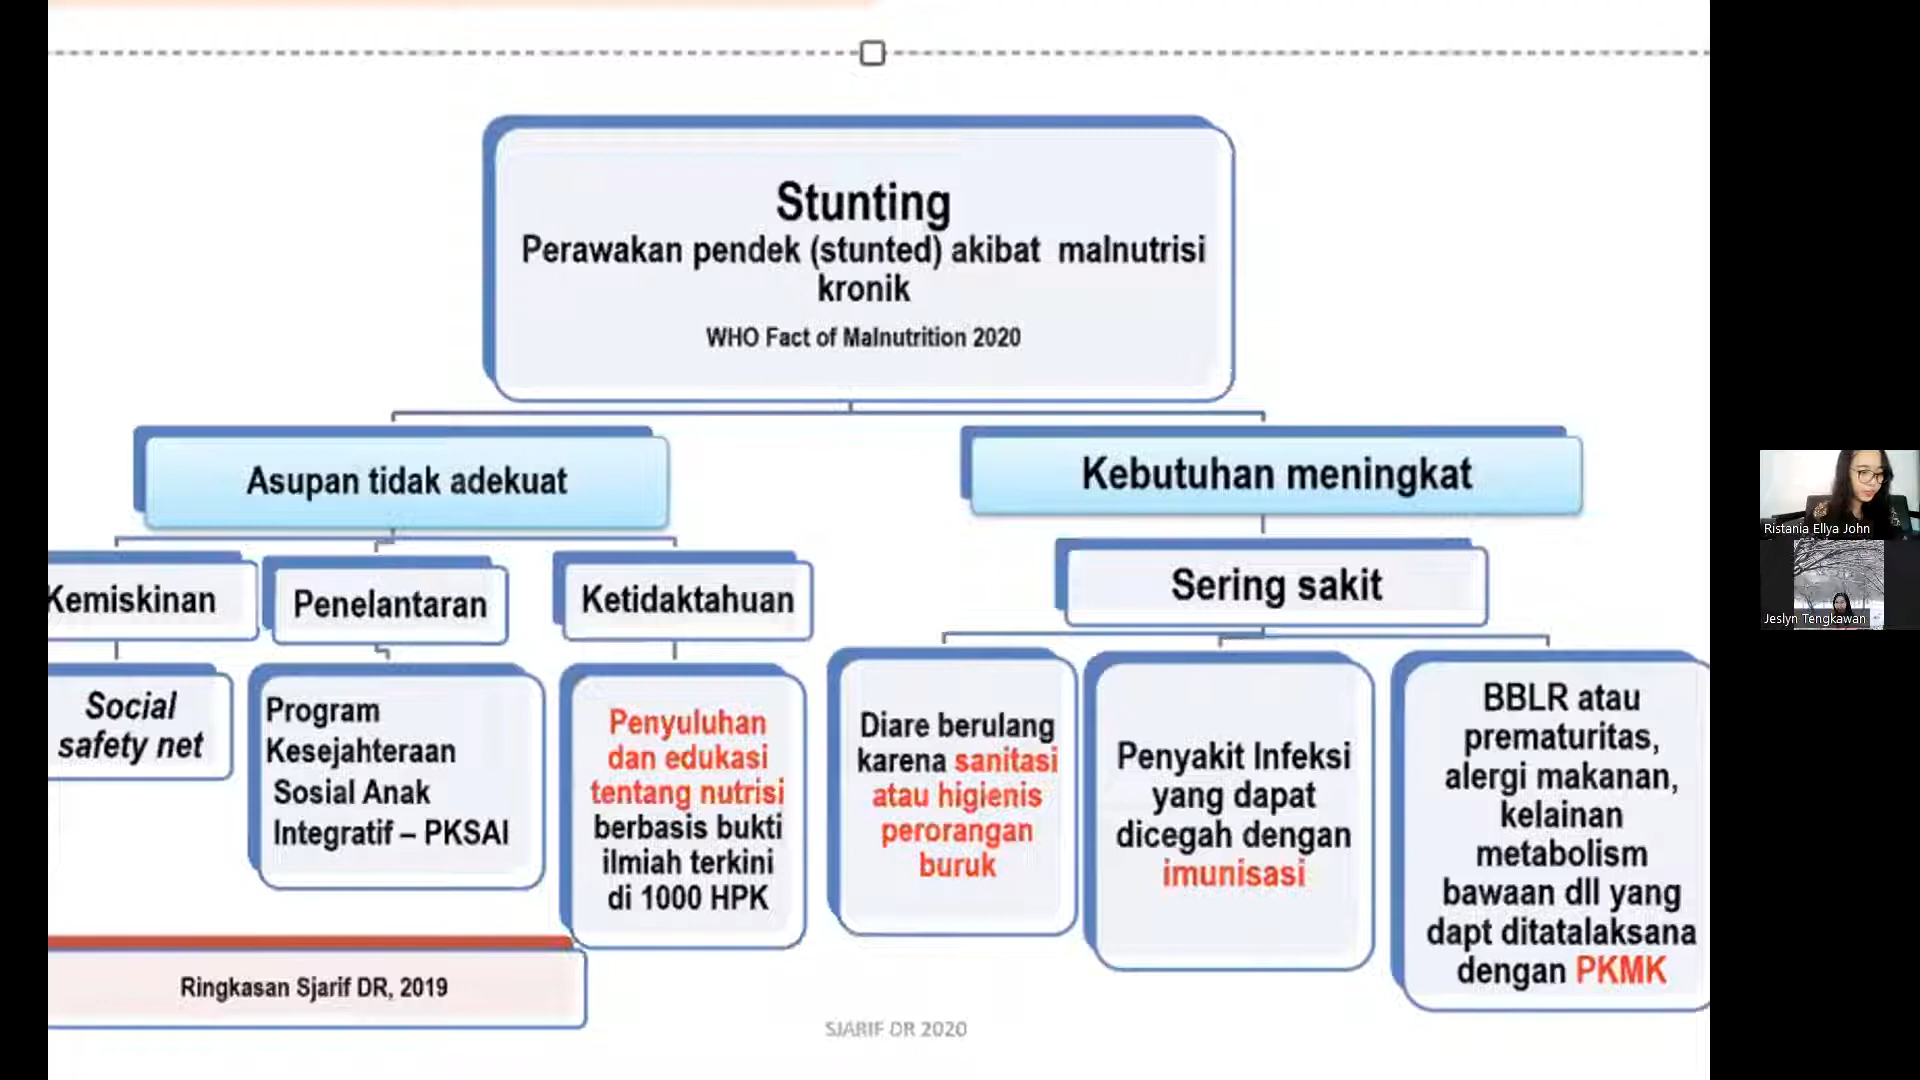 Stunting
Perawakan pendek (stunted) akibat malnutrisi
kronik
WHO Fact of Malnutrition 2020
Asupan tidak adekuat
Kebutuhan meningkat
Kemiskinan
Penelantaran
Ketidaktahuan
Sering sakit
Social
safety net
Program
Kesejahteraan
Sosial Anak
Integratif – PKSAI
Penyuluhan
dan edukasi
tentang nutrisi
berbasis bukti
ilmiah terkini
di 1000 HPK
Diare berulang
karena sanitasi
atau higienis
perorangan
buruk
Penyakit Infeksi
yang dapat
dicegah dengan
imunisasi
BBLR atau
prematuritas,
alergi makanan,
kelainan
metabolism
bawaan dll yang
dapt ditatalaksana
dengan PKMK
Ringkasan Sjarif DR, 2019
SJARIF DR 2020
Ristania Ellya John
Jeslyn Tengkawan